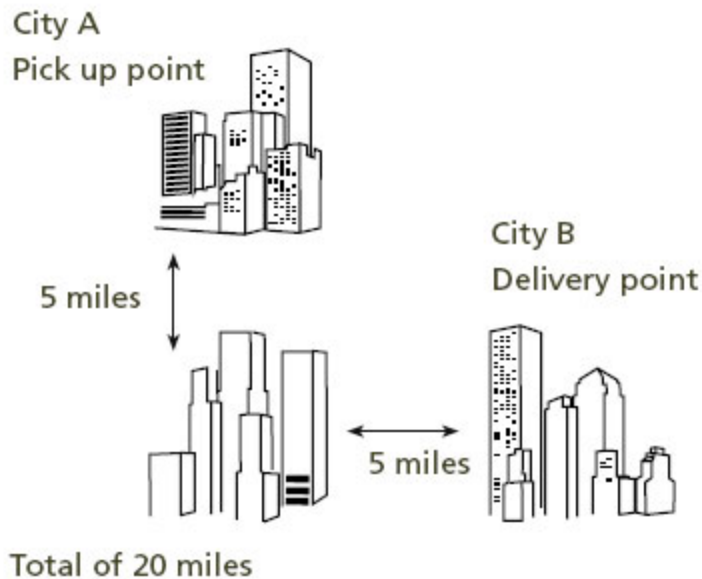 City A
Pick up point
City B
Delivery point
5 miles
5 miles
Total of 20 miles